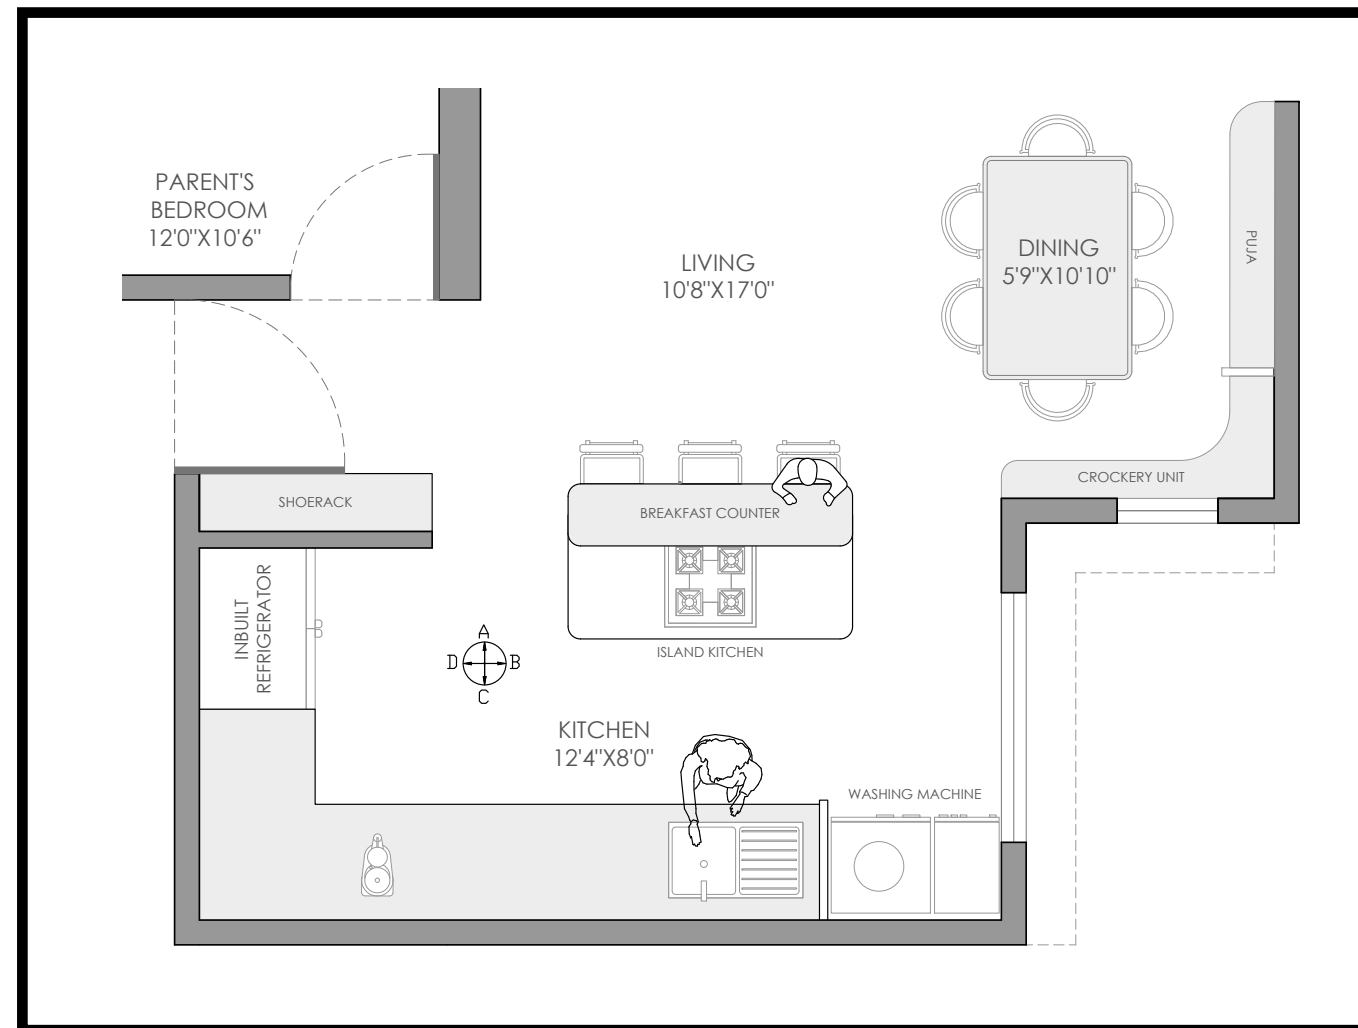 PARENT'S
BEDROOM
12'0"X10'6"
LIVING
10'8"X17'0"
DINING
5'9"X10'10"
PUJA
CROCKERY UNIT
SHOERACK
BREAKFAST COUNTER
INBUILT
REFRIGERATOR
ISLAND KITCHEN
A
D
B
C
KITCHEN
12'4"X8'0"
WASHING MACHINE